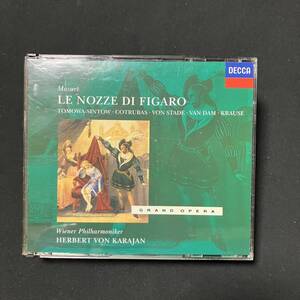 DECCA
Mozart
LE NOZZE DI FIGARO
TOMOWA-SINTOW · COTRUBAS · VON STADE · VAN DAM · KRAUSE
GRAND OPERA
Wiener Philharmoniker
HERBERT VON KARAJAN